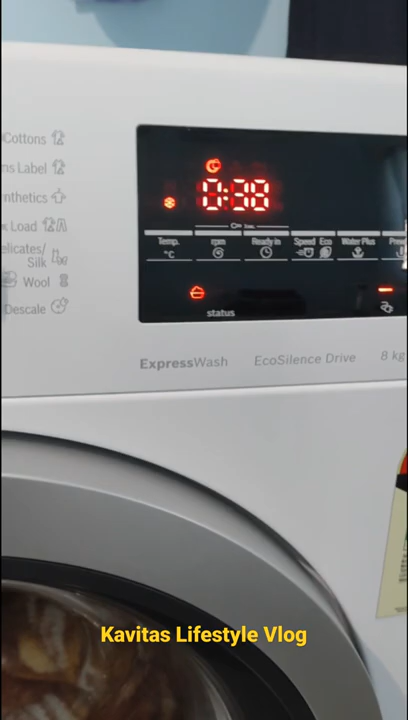 Cottons
ns Label
nthetics
Load
elicates/
Silk
Wool
Descale
0:38
Temp.
°C
rpm
Ready in
Speed Eco
Water Plus
status
ExpressWash EcoSilence Drive 8 kg
Kavitas Lifestyle Vlog